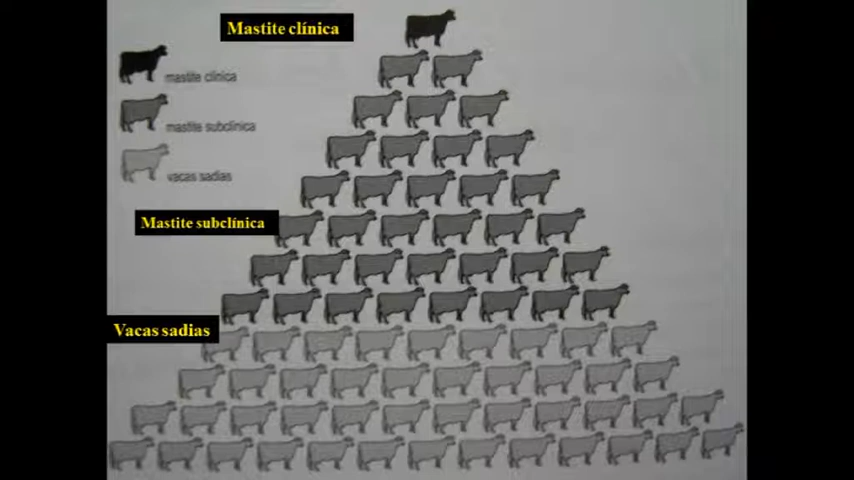 Mastite clínica
mastite clínica
mastite subclínica
vacas sadias
Mastite subclínica
Vacas sadias